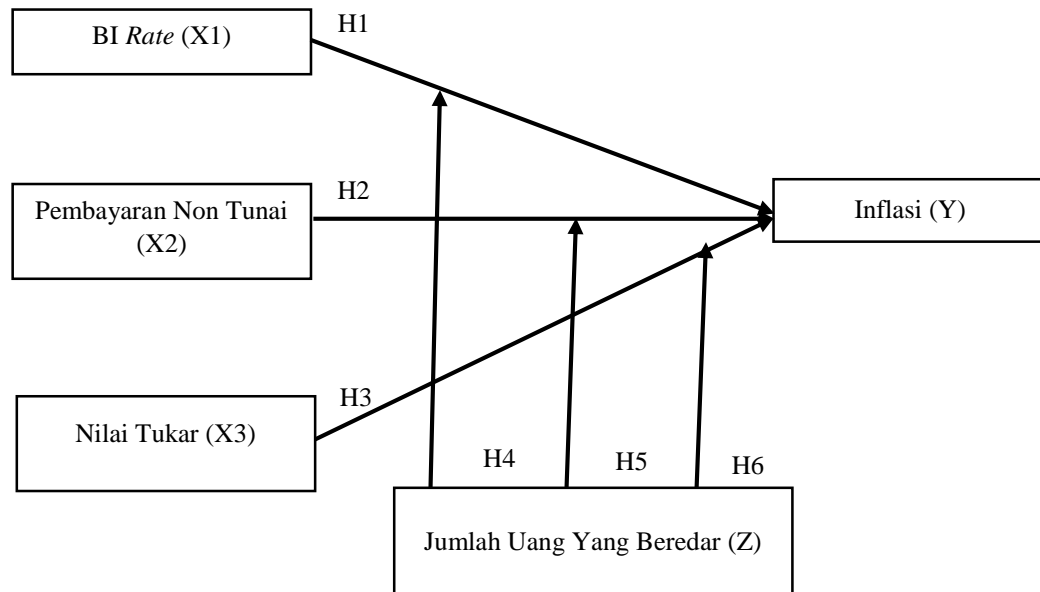 BI Rate (X1)
H1
Pembayaran Non Tunai
(X2)
H2
Inflasi (Y)
Nilai Tukar (X3)
H3
H4
H5
H6
Jumlah Uang Yang Beredar (Z)